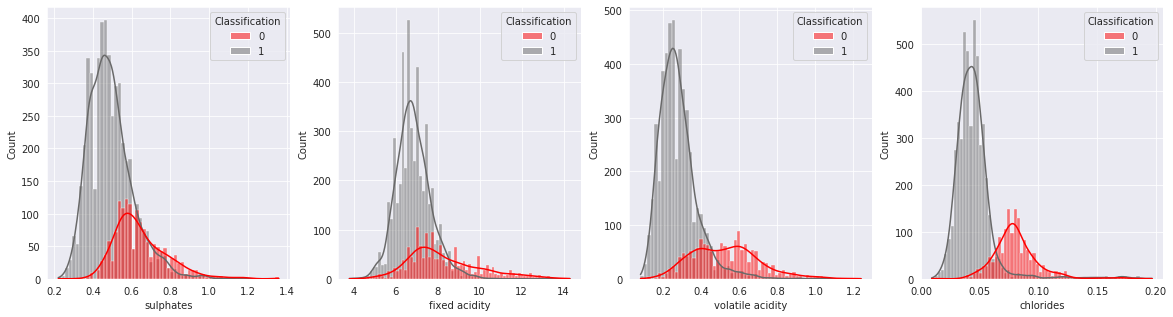 Classification
0
1
Count
400
350
300
250
200
150
100
50
0
0.2 0.4 0.6 0.8 1.0 1.2 1.4
sulphates
Classification
0
1
Count
500
400
300
200
100
0
4 6 8 10 12 14
fixed acidity
Classification
0
1
Count
500
400
300
200
100
0
0.2 0.4 0.6 0.8 1.0 1.2
volatile acidity
Classification
0
1
Count
500
400
300
200
100
0
0.00 0.05 0.10 0.15 0.20
chlorides